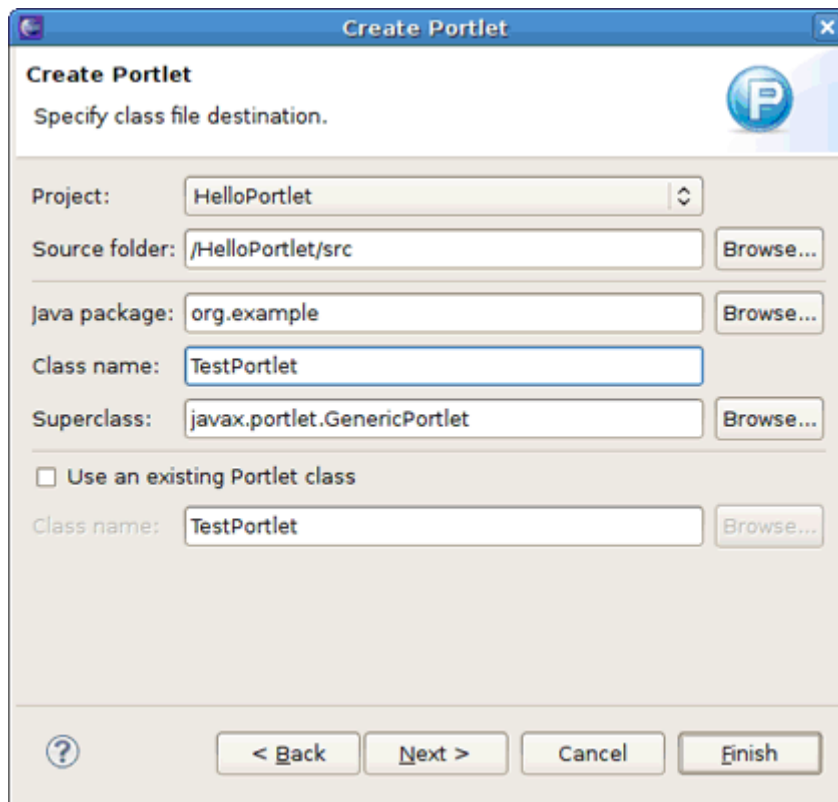 Create Portlet
Create Portlet
Specify class file destination.
P
Project: HelloPortlet
Source folder: /HelloPortlet/src Browse...
Java package: org.example Browse...
Class name: TestPortlet
Superclass: javax.portlet.GenericPortlet Browse...
Use an existing Portlet class
Class name: TestPortlet Browse...
? < Back Next > Cancel Finish